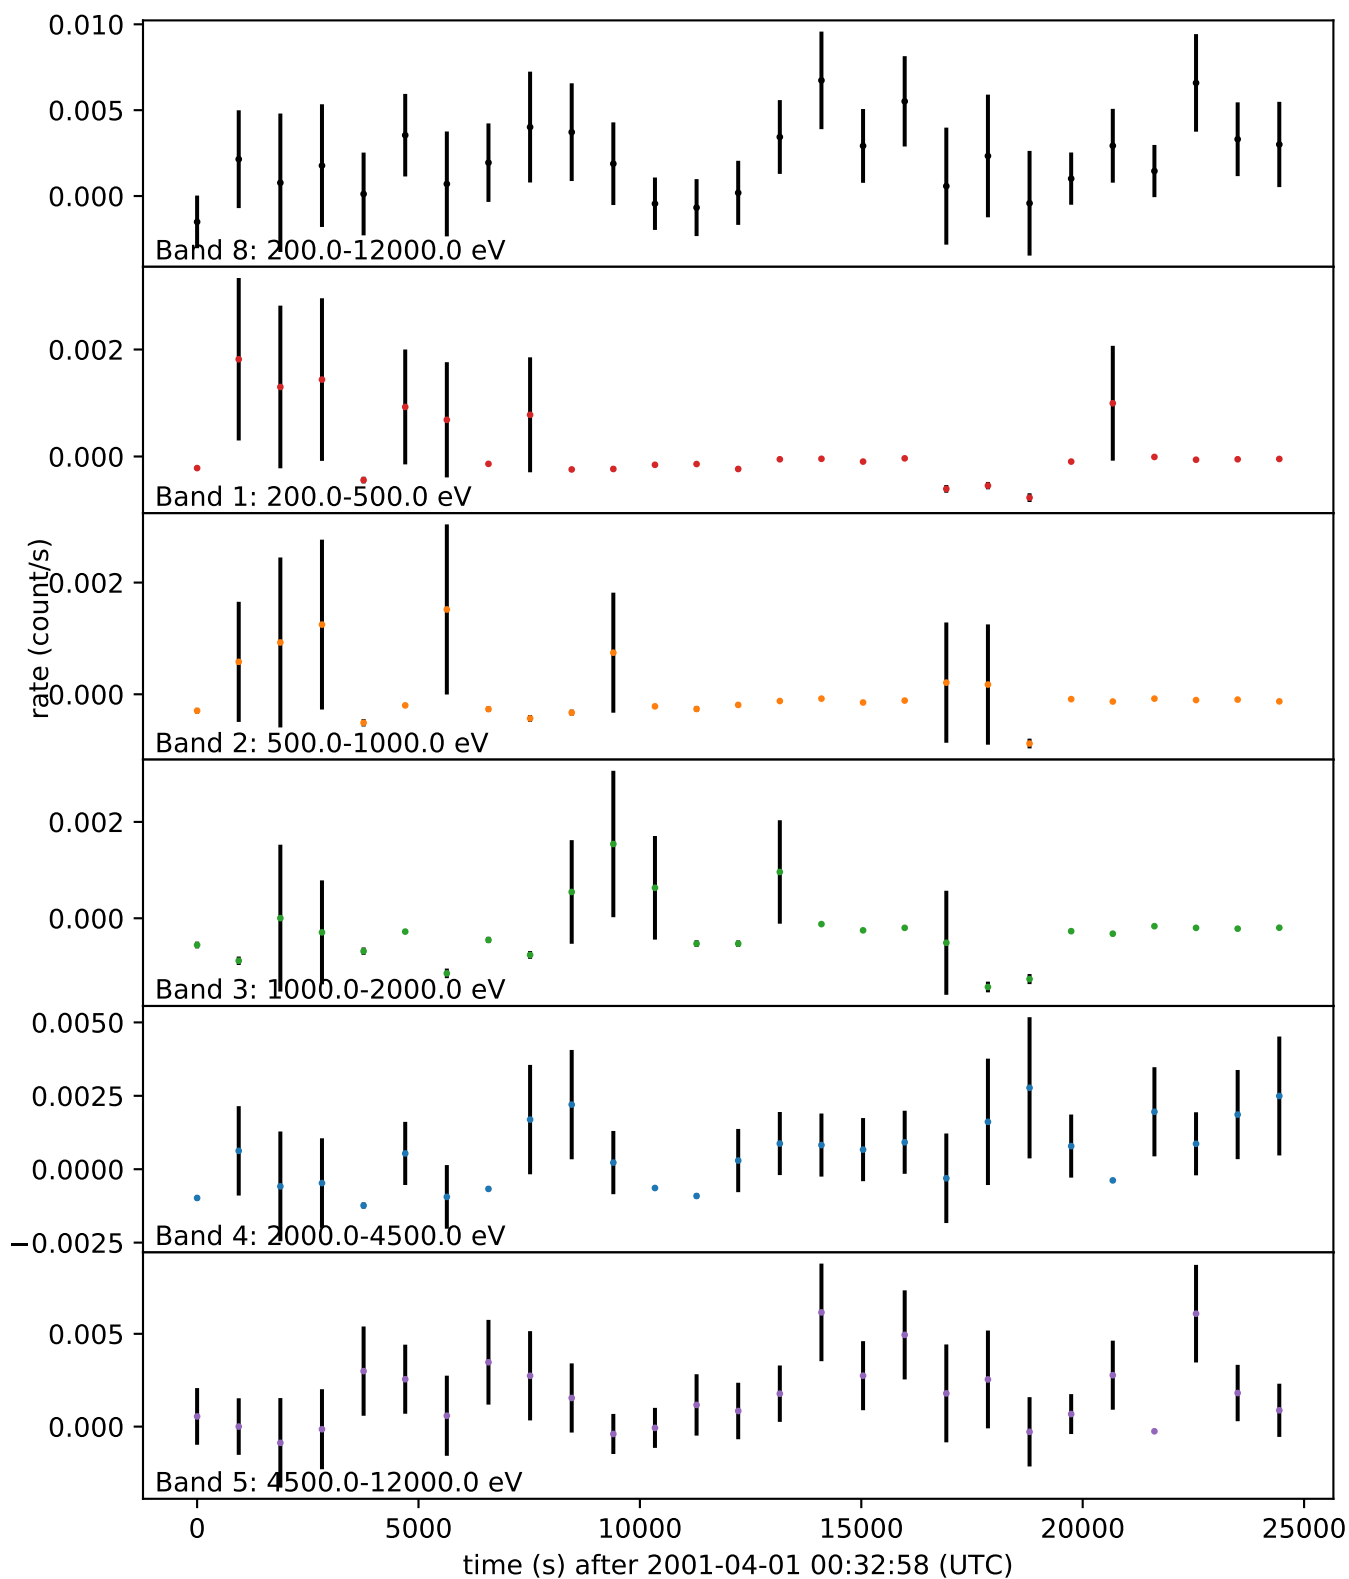 0.010
0.005
0.000
Band 8: 200.0-12000.0 eV
0.002
0.000
Band 1: 200.0-500.0 eV
rate (count/s)
0.002
0.000
Band 2: 500.0-1000.0 eV
0.002
0.000
Band 3: 1000.0-2000.0 eV
0.0050
0.0025
0.0000
−0.0025
Band 4: 2000.0-4500.0 eV
0.005
0.000
Band 5: 4500.0-12000.0 eV
0 5000 10000 15000 20000 25000
time (s) after 2001-04-01 00:32:58 (UTC)